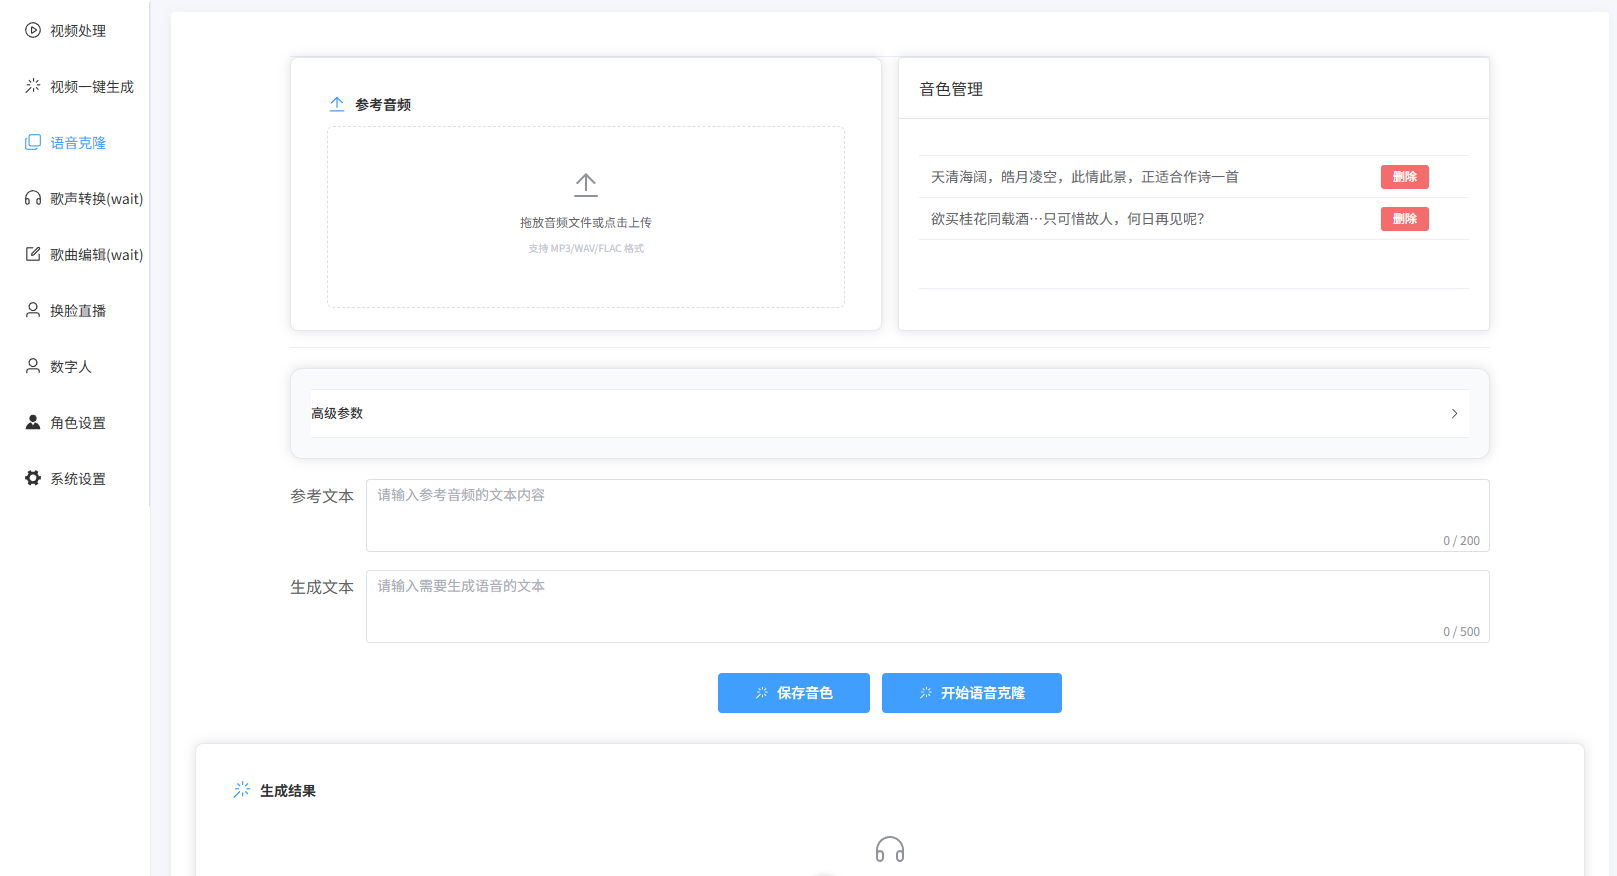 视频处理
视频一键生成
语音克隆
歌声转换(wait)
歌曲编辑(wait)
换脸直播
数字人
角色设置
系统设置
参考音频
拖放音频文件或点击上传
支持 MP3/WAV/FLAC 格式
音色管理
天清海阔，皓月凌空，此情此景，正适合作诗一首
删除
欲买桂花同载酒…只可惜故人，何日再见呢?
删除
高级参数
参考文本
请输入参考音频的文本内容
0 / 200
生成文本
请输入需要生成语音的文本
0 / 500
保存音色
开始语音克隆
生成结果